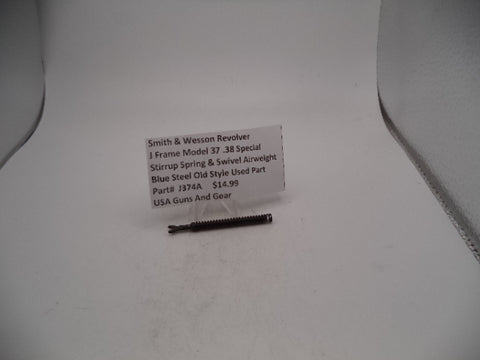 Smith & Wesson Revolver
J Frame Model 37 .38 Special
Stirrup Spring & Swivel Airweight
Blue Steel Old Style Used Part
Part# J374A $14.99
USA Guns And Gear